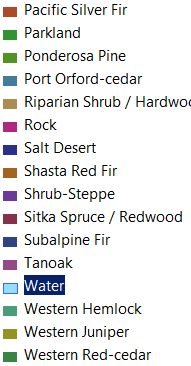 Pacific Silver Fir
Parkland
Ponderosa Pine
Port Orford-cedar
Riparian Shrub / Hardwoo
Rock
Salt Desert
Shasta Red Fir
Shrub-Steppe
Sitka Spruce / Redwood
Subalpine Fir
Tanoak
Water
Western Hemlock
Western Juniper
Western Red-cedar